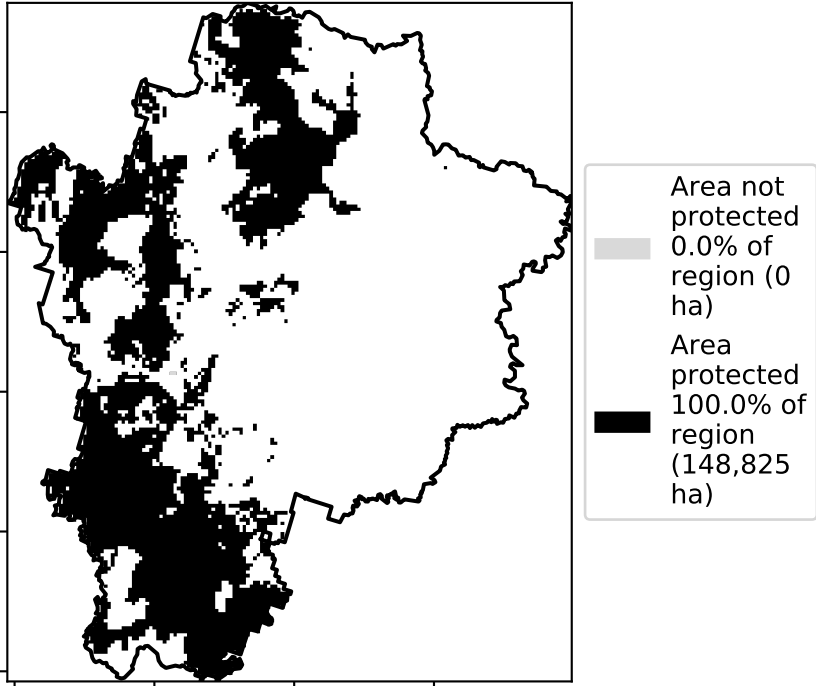 Area not
protected
0.0% of
region (0
ha)
Area
protected
100.0% of
region
(148,825
ha)